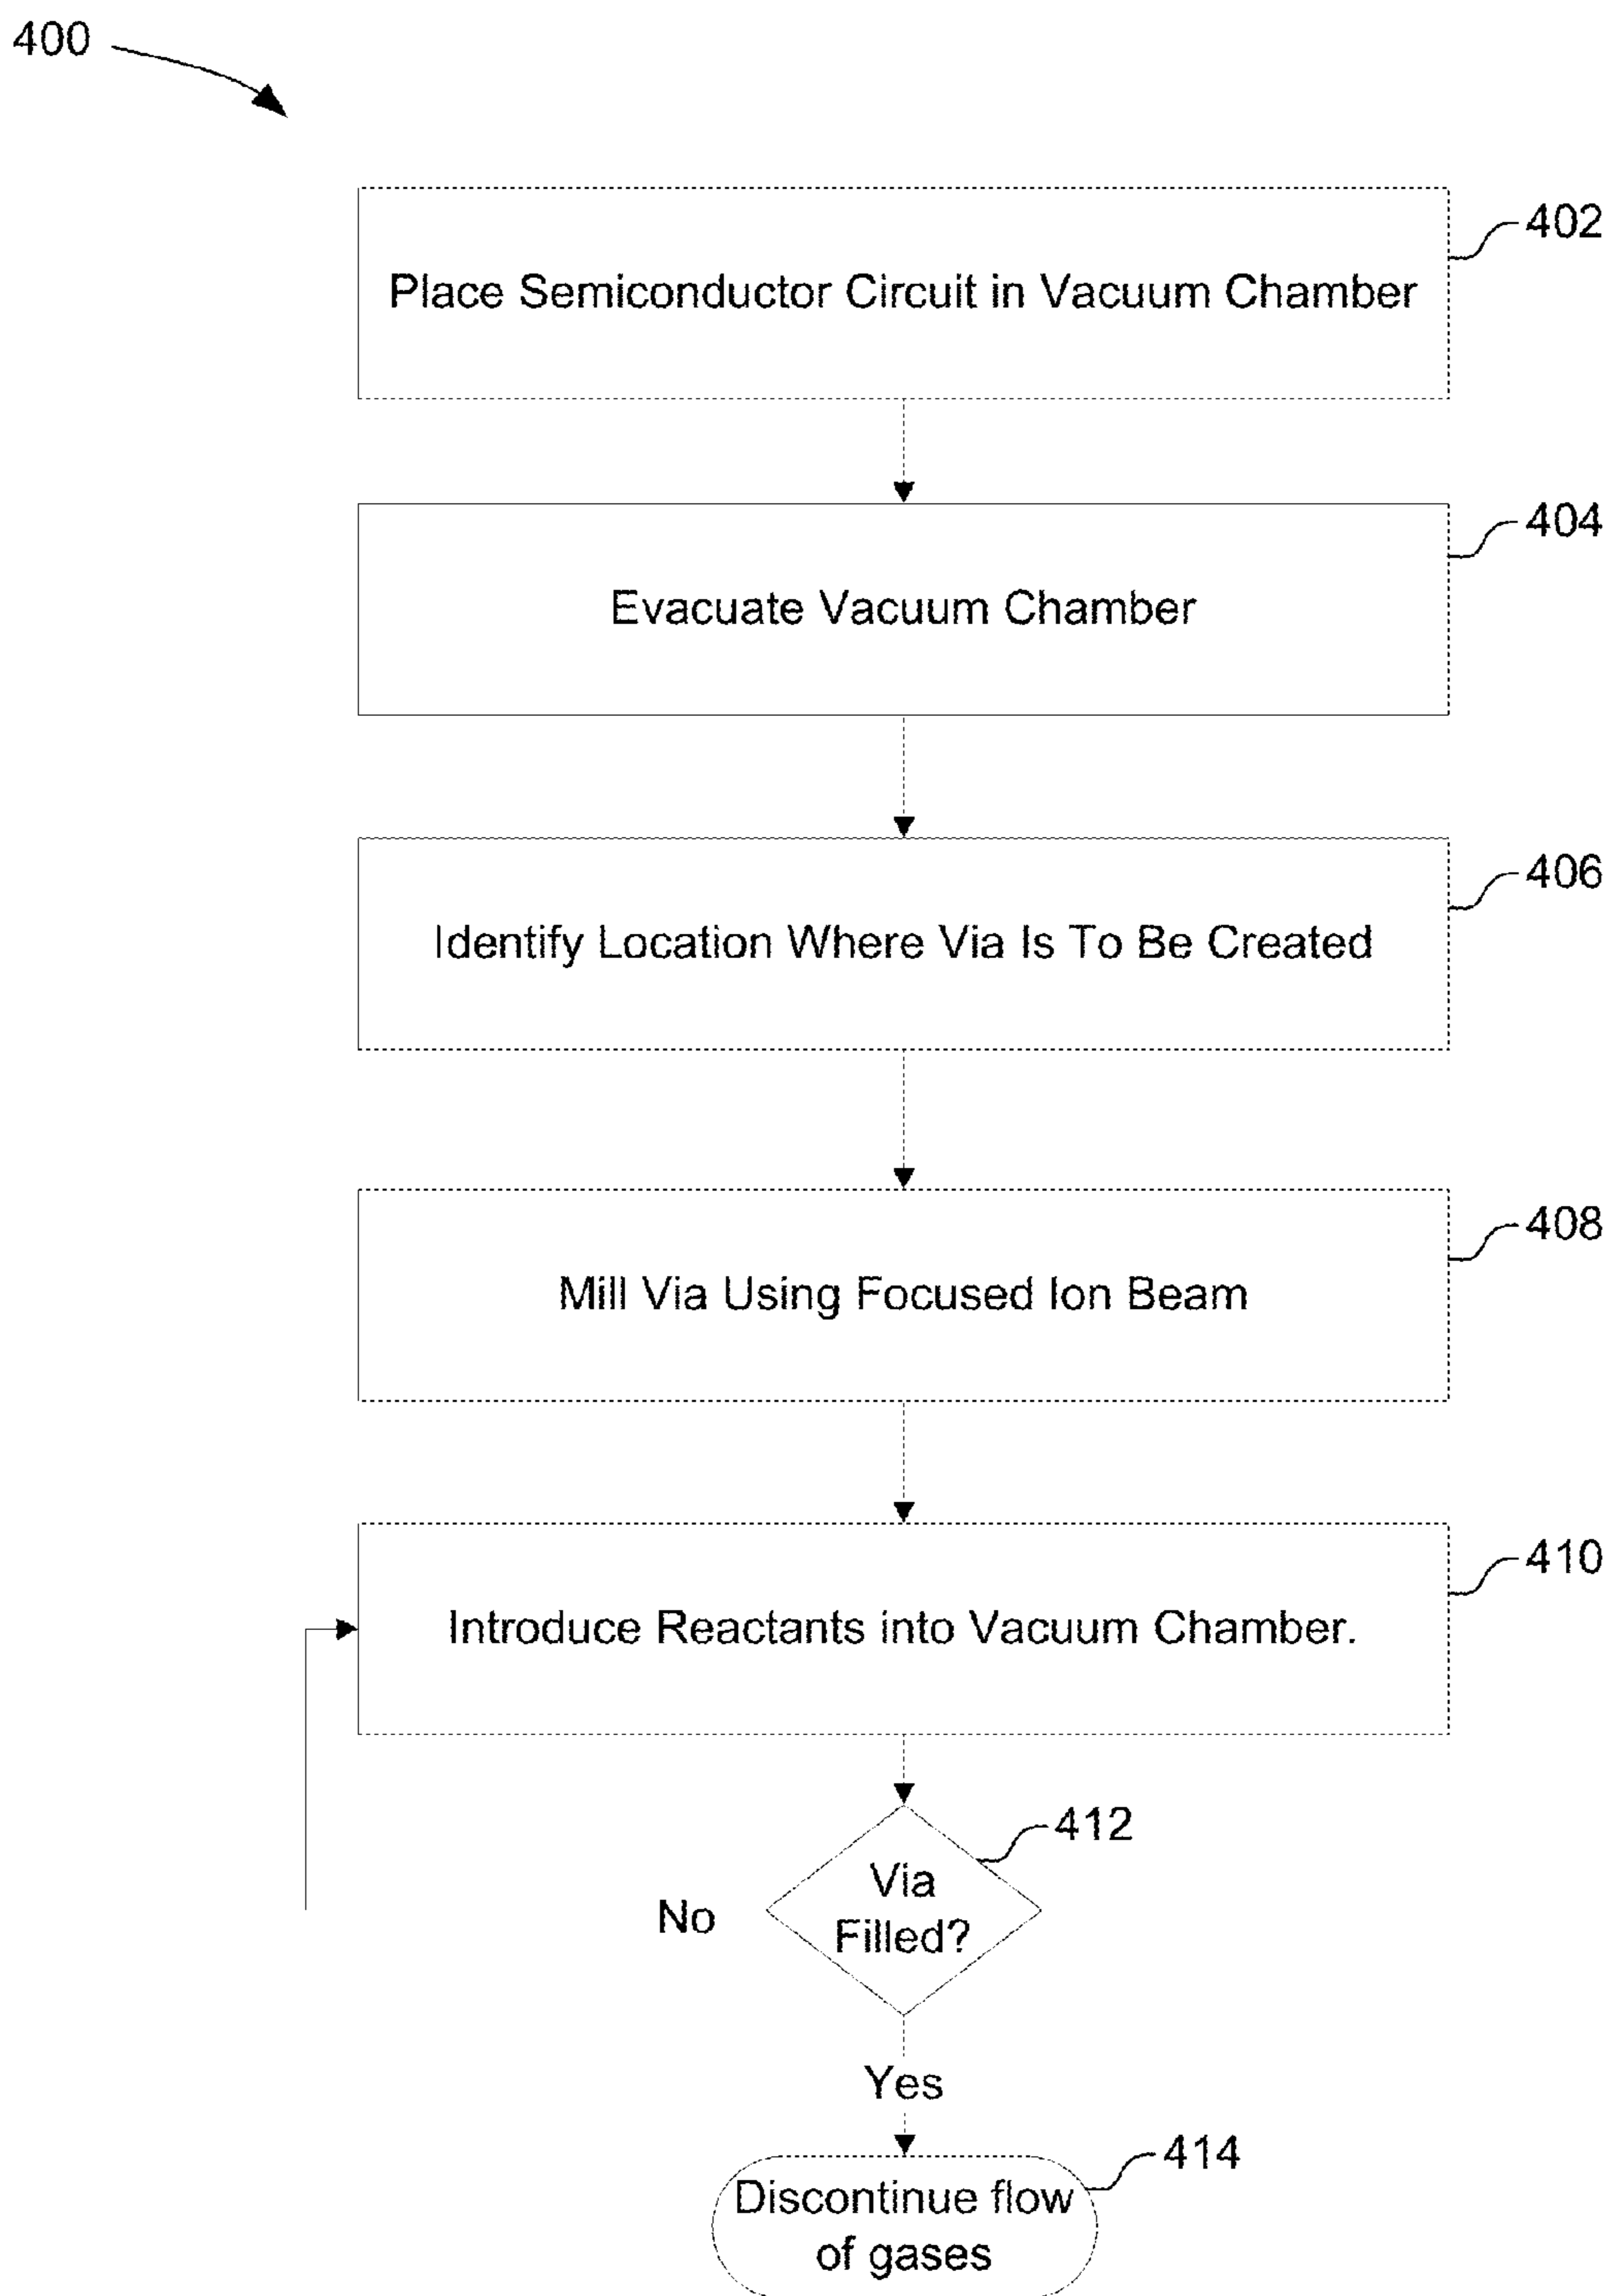 400
Place Semiconductor Circuit in Vacuum Chamber
402
Evacuate Vacuum Chamber
404
Identify Location Where Via Is To Be Created
406
Mill Via Using Focused Ion Beam
408
Introduce Reactants into Vacuum Chamber.
410
412
Via
Filled?
No
Yes
414
Discontinue flow
of gases